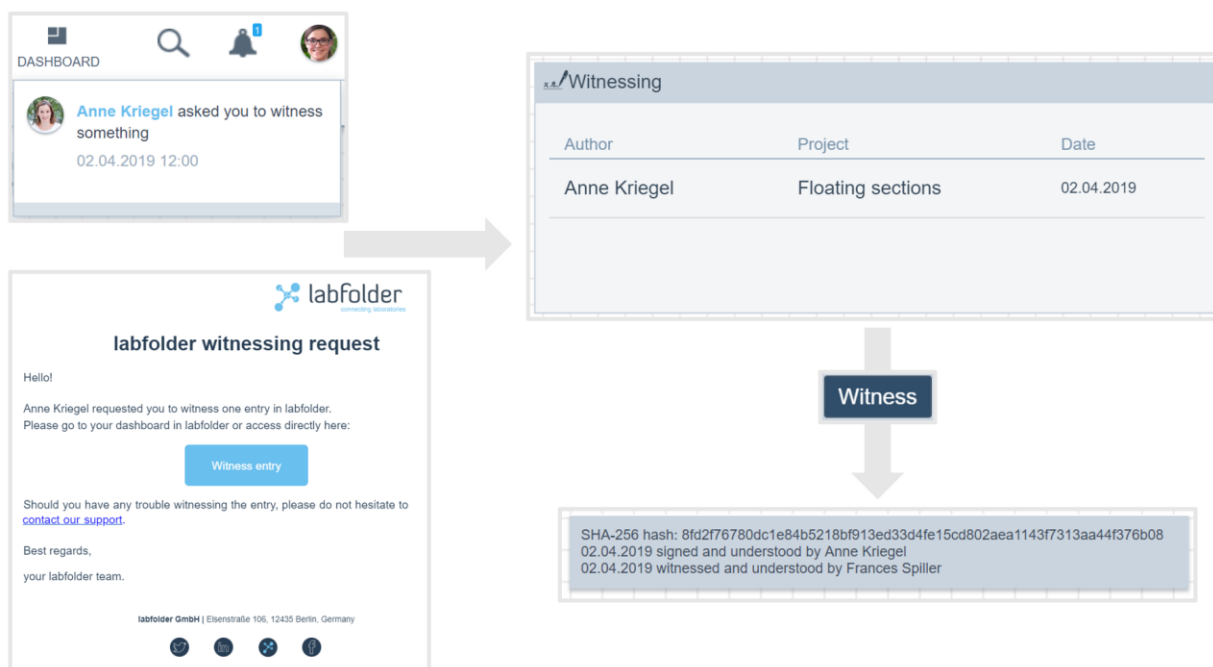 DASHBOARD
1
Anne Kriegel asked you to witness
something
02.04.2019 12:00
labfolder
connecting laboratories
labfolder witnessing request
Hello!
Anne Kriegel requested you to witness one entry in labfolder.
Please go to your dashboard in labfolder or access directly here:
Witness entry
Should you have any trouble witnessing the entry, please do not hesitate to
contact our support.
Best regards,
your labfolder team.
labfolder GmbH | Elsenstraße 106, 12435 Berlin, Germany
Witnessing
Author Project Date
Anne Kriegel Floating sections 02.04.2019
Witness
SHA-256 hash: 8fd2f76780dc1e84b5218bf913ed33d4fe15cd802aea1143f7313aa44f376b08
02.04.2019 signed and understood by Anne Kriegel
02.04.2019 witnessed and understood by Frances Spiller